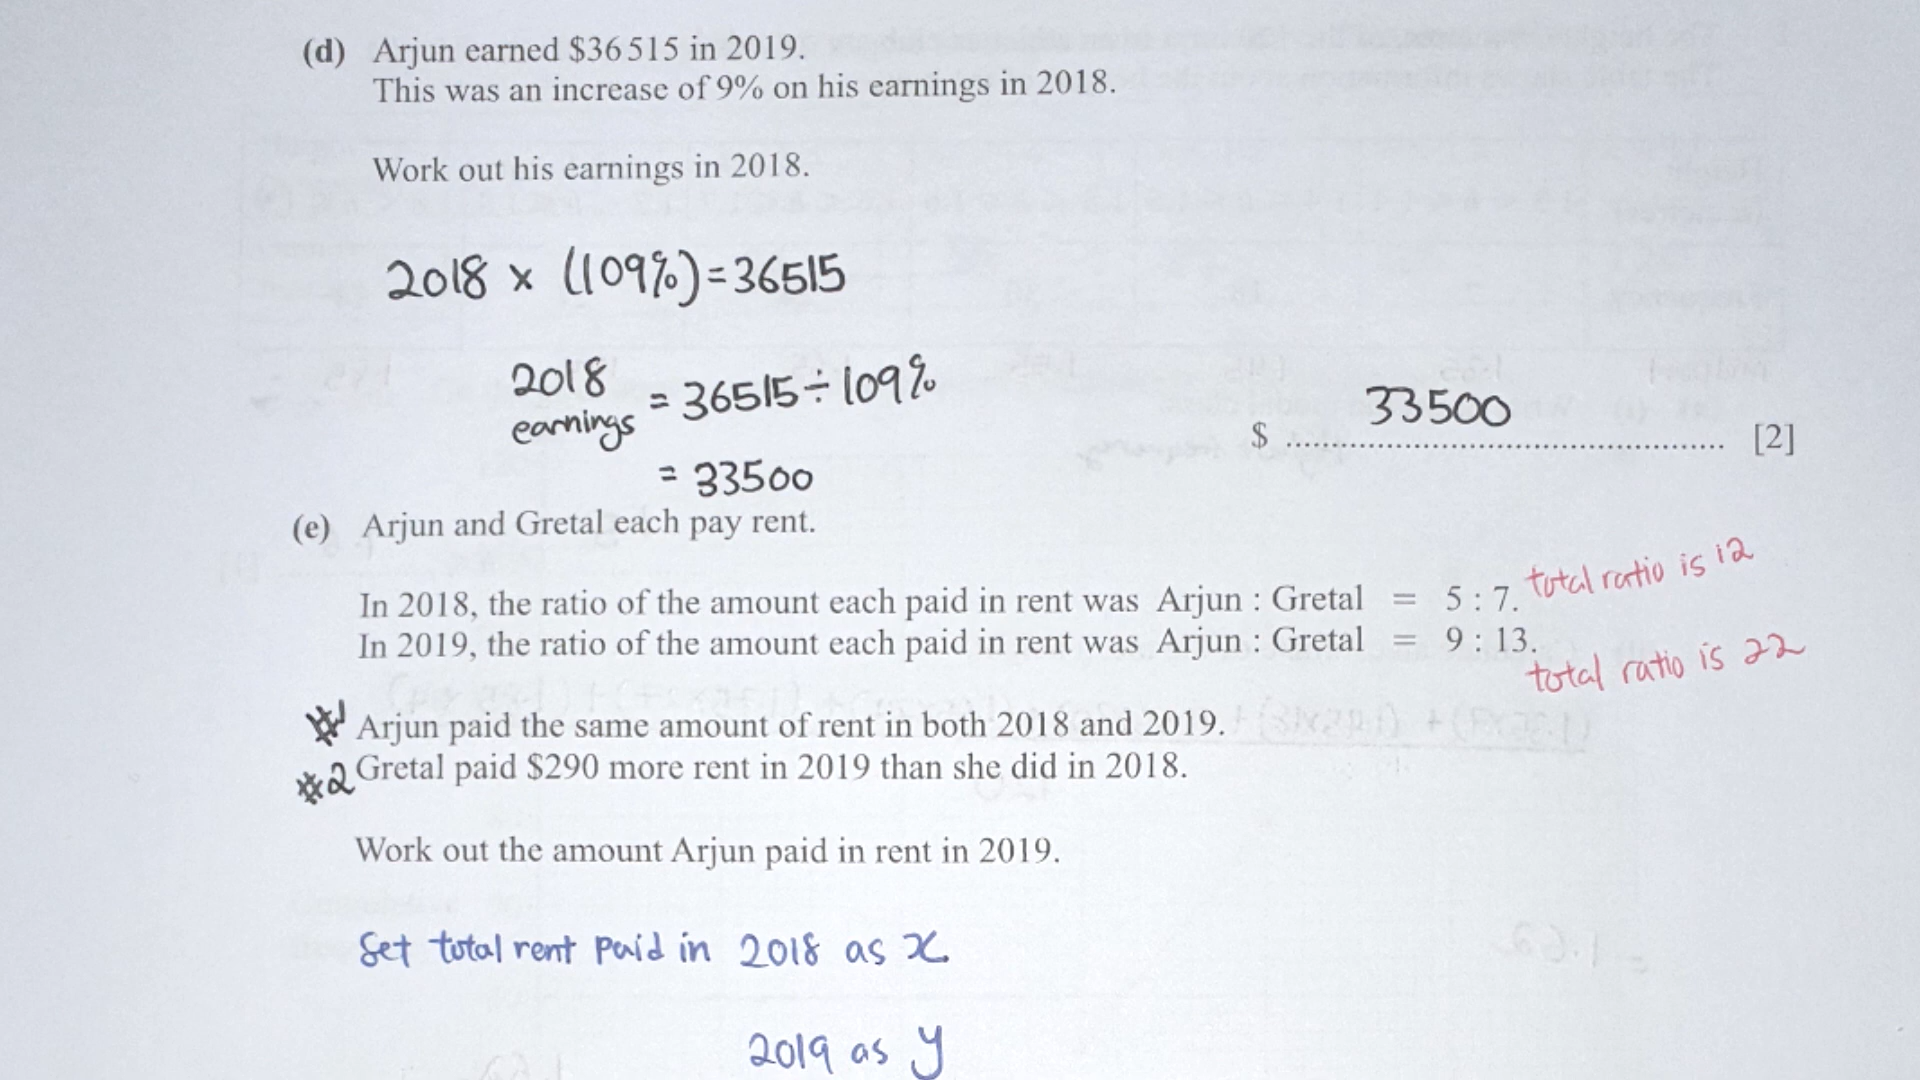 (d) Arjun earned $36 515 in 2019.
This was an increase of 9% on his earnings in 2018.
Work out his earnings in 2018.
2018 × (109%) = 36515
2018 earnings = 36515 ÷ 109%
= 33500
$ 33500 [2]
(e) Arjun and Gretal each pay rent.
In 2018, the ratio of the amount each paid in rent was Arjun : Gretal = 5 : 7. total ratio is 12
In 2019, the ratio of the amount each paid in rent was Arjun : Gretal = 9 : 13.
total ratio is 22
#1 Arjun paid the same amount of rent in both 2018 and 2019.
#2 Gretal paid $290 more rent in 2019 than she did in 2018.
Work out the amount Arjun paid in rent in 2019.
Set total rent paid in 2018 as x
2019 as y